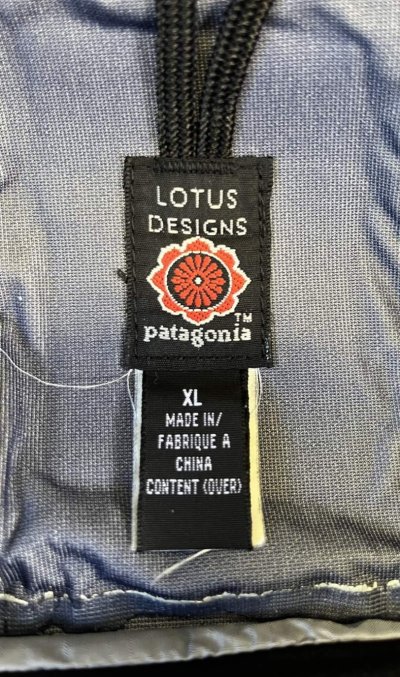 LOTUS
DESIGNS
TM
patagonia
XL
MADE IN/
FABRIQUE A
CHINA
CONTENT (OVER)